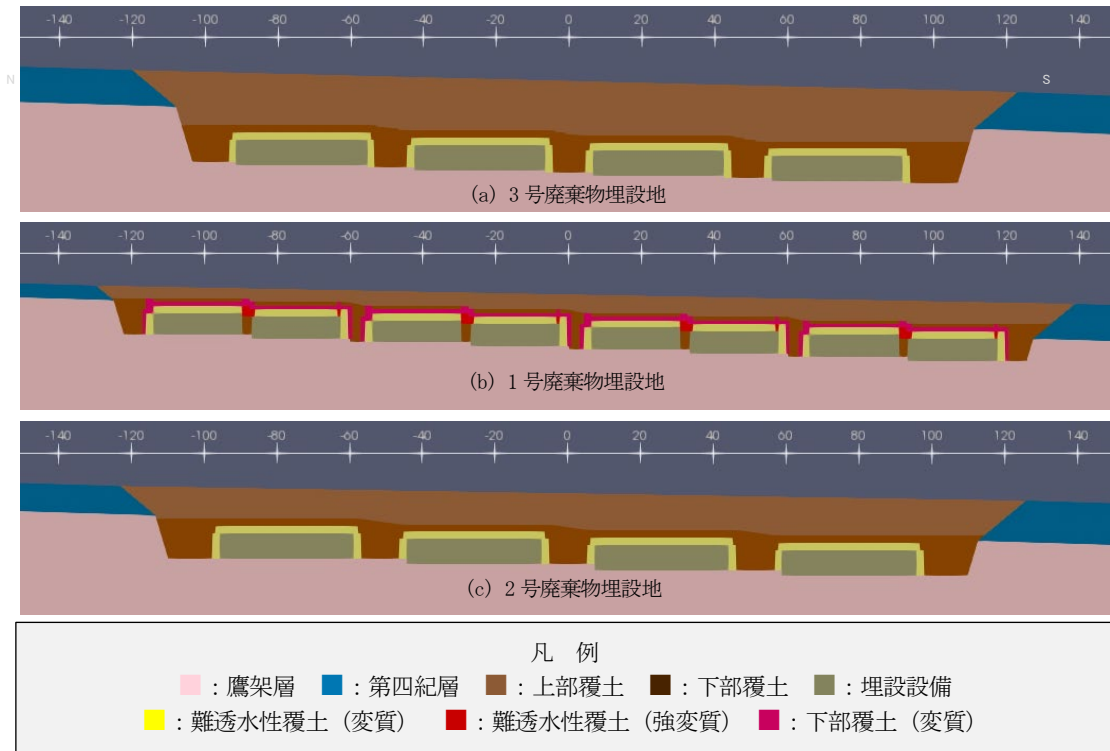 -140 -120 -100 -80 -60 -40 -20 0 20 40 60 80 100 120 140
N S
(a) 3 号廃棄物埋設地
-140 -120 -100 -80 -60 -40 -20 0 20 40 60 80 100 120 140
(b) 1 号廃棄物埋設地
-140 -120 -100 -80 -60 -40 -20 0 20 40 60 80 100 120 140
(c) 2 号廃棄物埋設地
凡 例
：鷹架層 ：第四紀層 ：上部覆土 ：下部覆土 ：埋設設備
：難透水性覆土（変質） ：難透水性覆土（強変質） ：下部覆土（変質）